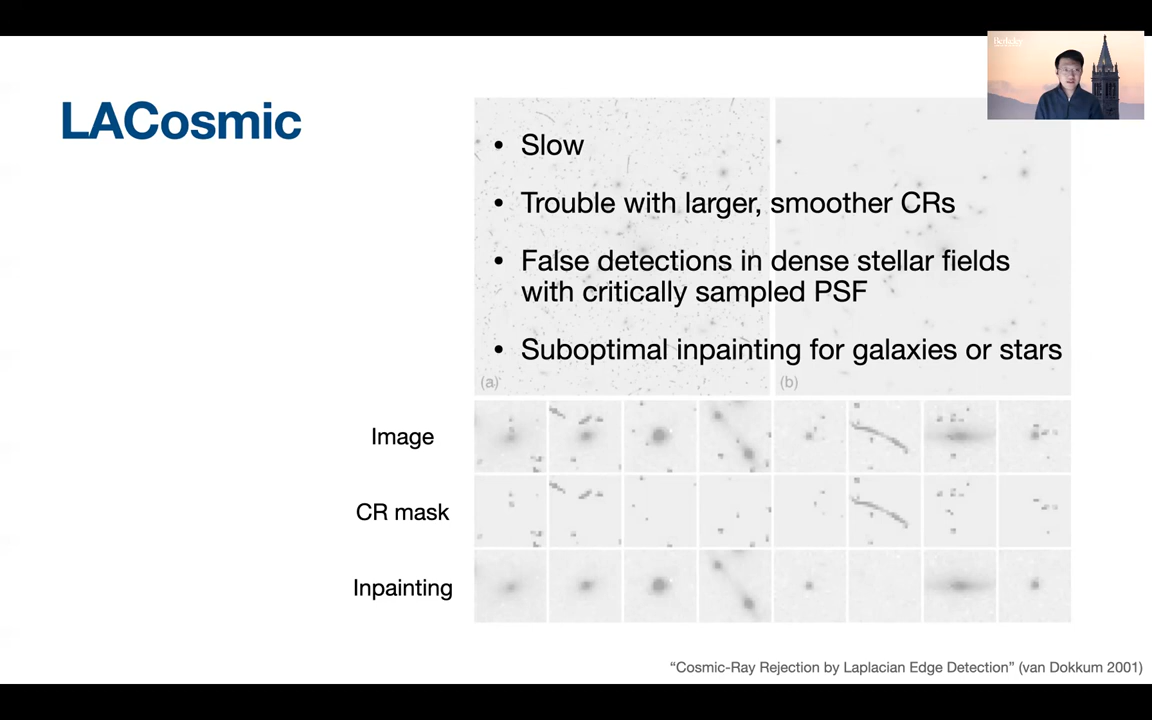 Berkeley
LACosmic
• Slow
• Trouble with larger, smoother CRs
• False detections in dense stellar fields
with critically sampled PSF
• Suboptimal inpainting for galaxies or stars
(a)
(b)
Image
CR mask
Inpainting
“Cosmic-Ray Rejection by Laplacian Edge Detection” (van Dokkum 2001)